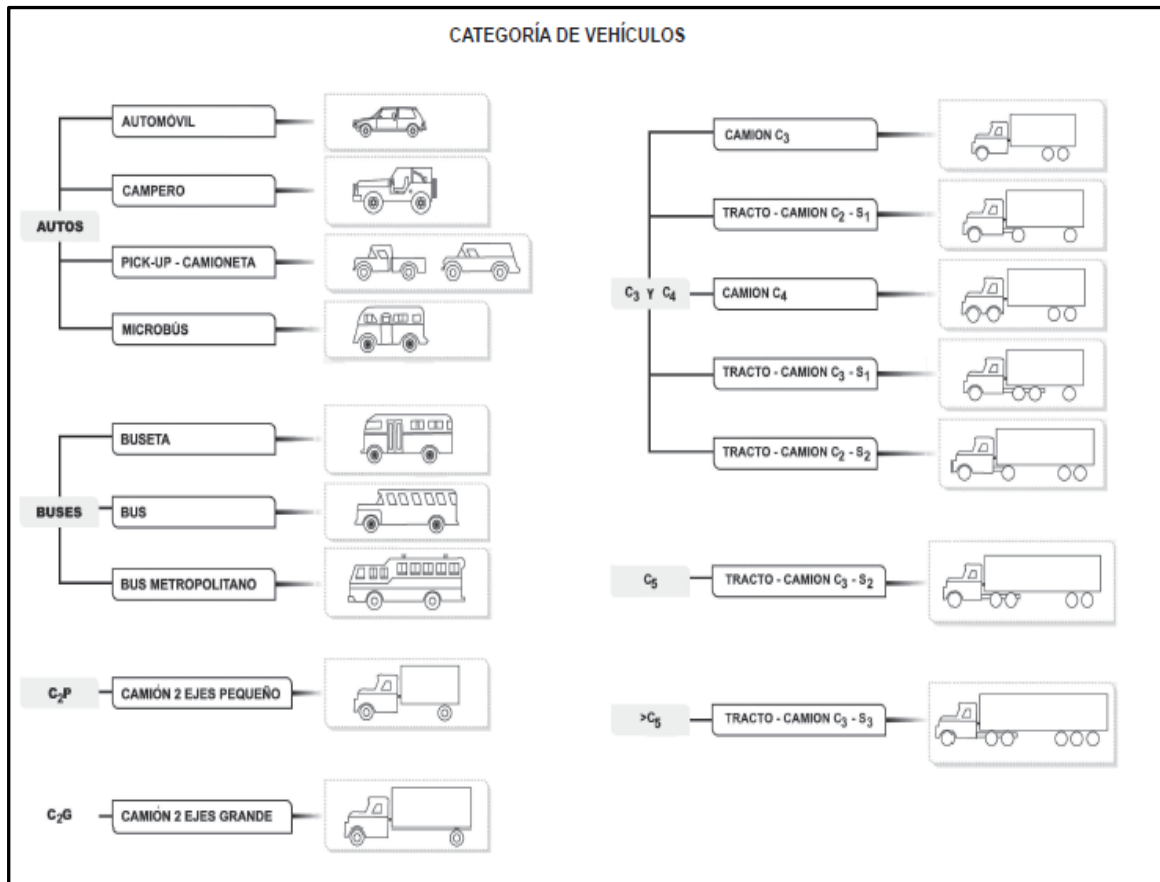 CATEGORÍA DE VEHÍCULOS
AUTOS
AUTOMÓVIL
CAMPERO
PICK-UP - CAMIONETA
MICROBÚS
BUSES
BUSETA
BUS
BUS METROPOLITANO
C₂P
CAMIÓN 2 EJES PEQUEÑO
C₂G
CAMIÓN 2 EJES GRANDE
C₃ Y C₄
CAMION C₃
TRACTO - CAMION C₂ - S₁
CAMION C₄
TRACTO - CAMION C₃ - S₁
TRACTO - CAMION C₂ - S₂
C₅
TRACTO - CAMION C₃ - S₂
>C₅
TRACTO - CAMION C₃ - S₃